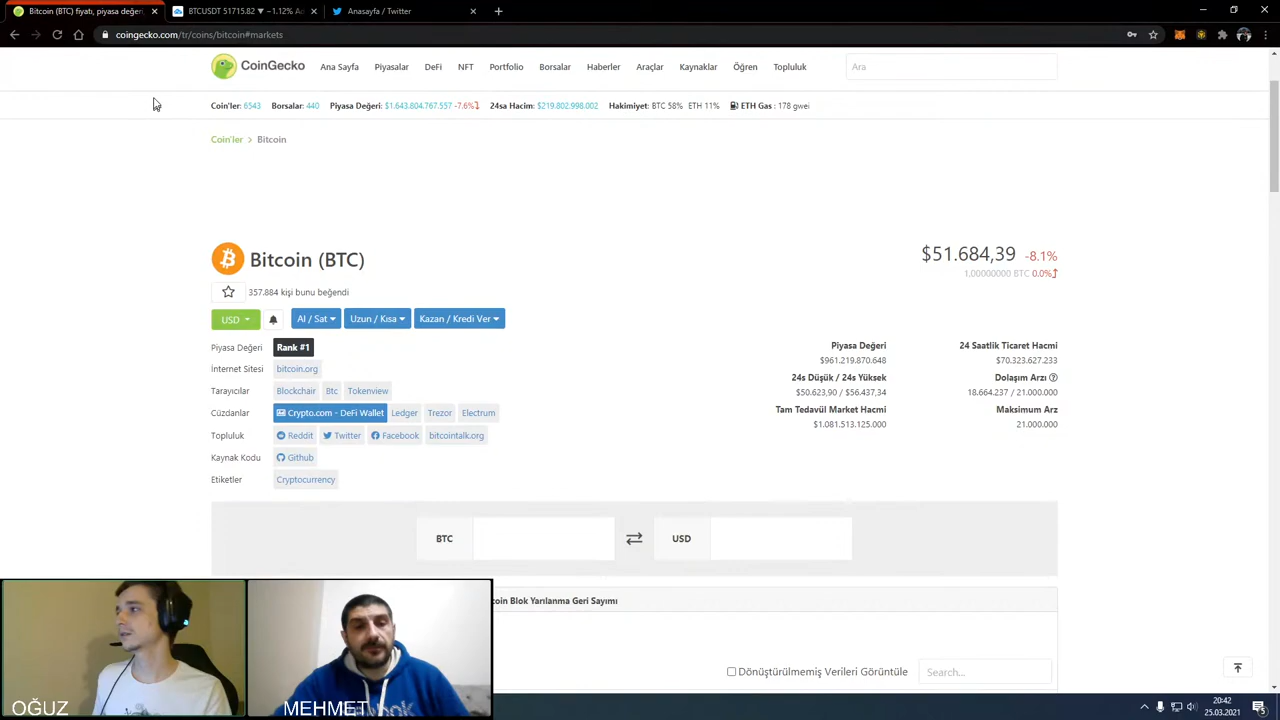 Bitcoin (BTC) fiyatı, piyasa değeri
BTCUSDT 51715.82 ▼ −1.12%
Anasayfa / Twitter
coingecko.com/tr/coins/bitcoin#markets
CoinGecko
Ana Sayfa
Piyasalar
DeFi
NFT
Portfolio
Borsalar
Haberler
Araçlar
Kaynaklar
Öğren
Topluluk
Ara
Coin'ler: 6543 Borsalar: 440 Piyasa Değeri: $1.643.804.767.557 -7.6% 24sa Hacim: $219.802.998.002 Hakimiyet: BTC 58% ETH 11% ETH Gas : 178 gwei
Coin'ler > Bitcoin
Bitcoin (BTC)
$51.684,39 -8.1%
1,00000000 BTC 0.0%
357.884 kişi bunu beğendi
USD
Al / Sat
Uzun / Kısa
Kazan / Kredi Ver
Piyasa Değeri Rank #1
İnternet Sitesi bitcoin.org
Tarayıcılar Blockchair Btc Tokenview
Cüzdanlar Crypto.com - DeFi Wallet Ledger Trezor Electrum
Topluluk Reddit Twitter Facebook bitcointalk.org
Kaynak Kodu Github
Etiketler Cryptocurrency
Piyasa Değeri
$961.219.870.648
24s Düşük / 24s Yüksek
$50.623,90 / $56.437,34
Tam Tedavül Market Hacmi
$1.081.513.125.000
24 Saatlik Ticaret Hacmi
$70.323.627.233
Dolaşım Arzı
18.664.237 / 21.000.000
Maksimum Arz
21.000.000
BTC
USD
coin Blok Yarılanma Geri Sayımı
Dönüştürülmemiş Verileri Görüntüle
Search...
OĞUZ
MEHMET
20:42
25.03.2021
5